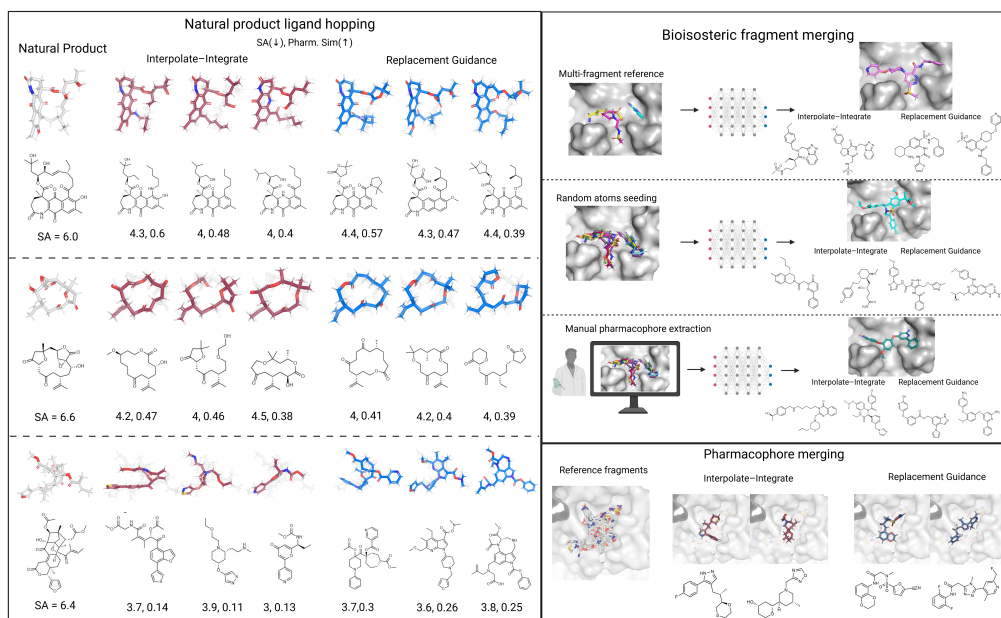 Natural product ligand hopping
SA(↓), Pharm. Sim(↑)
Natural Product
Interpolate–Integrate
Replacement Guidance
SA = 6.0
4.3, 0.6
4, 0.48
4, 0.4
4.4, 0.57
4.3, 0.47
4.4, 0.39
SA = 6.6
4.2, 0.47
4, 0.46
4.5, 0.38
4, 0.41
4.2, 0.4
4, 0.39
SA = 6.4
3.7, 0.14
3.9, 0.11
3, 0.13
3.7, 0.3
3.6, 0.26
3.8, 0.25
Bioisosteric fragment merging
Multi-fragment reference
Interpolate–Integrate
Replacement Guidance
Random atoms seeding
Interpolate–Integrate
Replacement Guidance
Manual pharmacophore extraction
Interpolate–Integrate
Replacement Guidance
Pharmacophore merging
Reference fragments
Interpolate–Integrate
Replacement Guidance